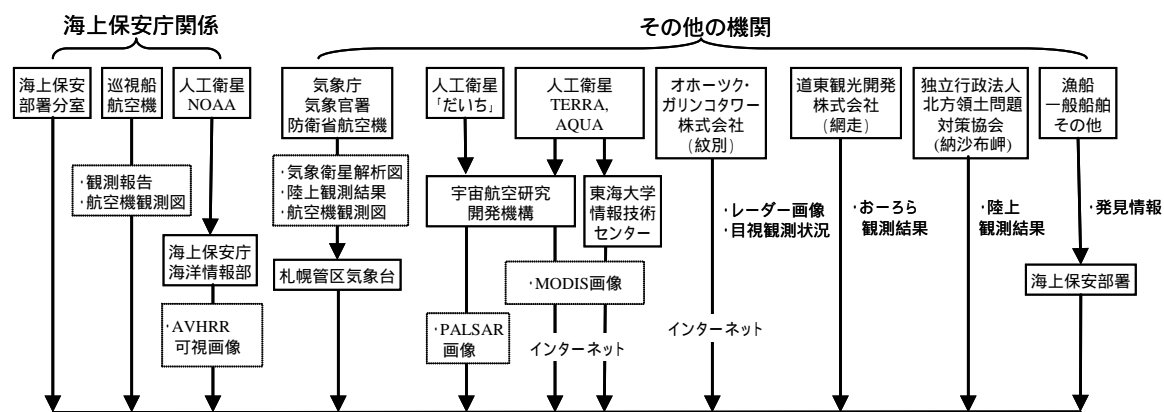 海上保安庁関係
その他の機関
海上保安
部署分室
巡視船
航空機
人工衛星
NOAA
気象庁
気象官署
防衛省航空機
人工衛星
「だいち」
人工衛星
TERRA,
AQUA
オホーツク・
ガリンコタワー
株式会社
(紋別)
道東観光開発
株式会社
(網走)
独立行政法人
北方領土問題
対策協会
(納沙布岬)
漁船
一般船舶
その他
・観測報告
・航空機観測図
・気象衛星解析図
・陸上観測結果
・航空機観測図
宇宙航空研究
開発機構
東海大学
情報技術
センター
・レーダー画像
・目視観測状況
・おーろら
観測結果
・陸上
観測結果
・発見情報
海上保安庁
海洋情報部
札幌管区気象台
・MODIS画像
海上保安部署
・AVHRR
可視画像
・PALSAR
画像
インターネット
インターネット